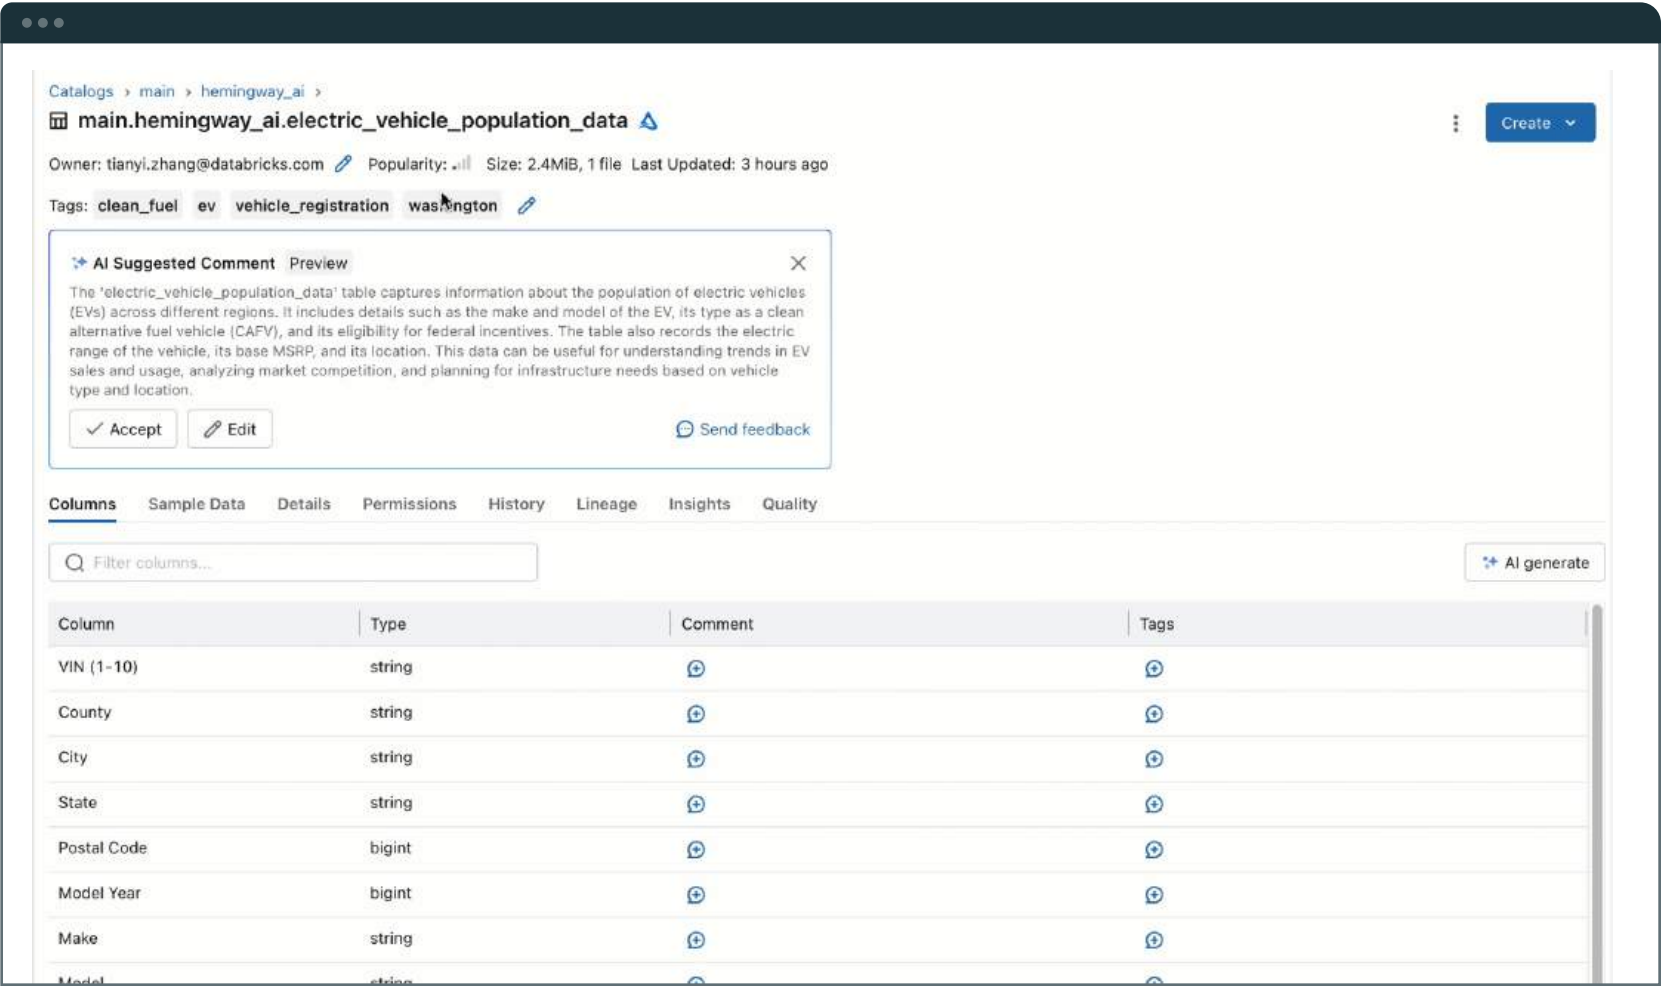 Catalogs › main › hemingway_ai ›
main.hemingway_ai.electric_vehicle_population_data
Create
Owner: tianyi.zhang@databricks.com Popularity: Size: 2.4MiB, 1 file Last Updated: 3 hours ago
Tags: clean_fuel ev vehicle_registration washington
AI Suggested Comment Preview
The 'electric_vehicle_population_data' table captures information about the population of electric vehicles
(EVs) across different regions. It includes details such as the make and model of the EV, its type as a clean
alternative fuel vehicle (CAFV), and its eligibility for federal incentives. The table also records the electric
range of the vehicle, its base MSRP, and its location. This data can be useful for understanding trends in EV
sales and usage, analyzing market competition, and planning for infrastructure needs based on vehicle
type and location.
Accept Edit Send feedback
Columns Sample Data Details Permissions History Lineage Insights Quality
Filter columns... AI generate
Column Type Comment Tags
VIN (1-10) string
County string
City string
State string
Postal Code bigint
Model Year bigint
Make string
Model string